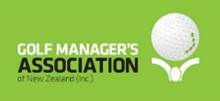 GOLF MANAGER'S
ASSOCIATION
of New Zealand (Inc.)